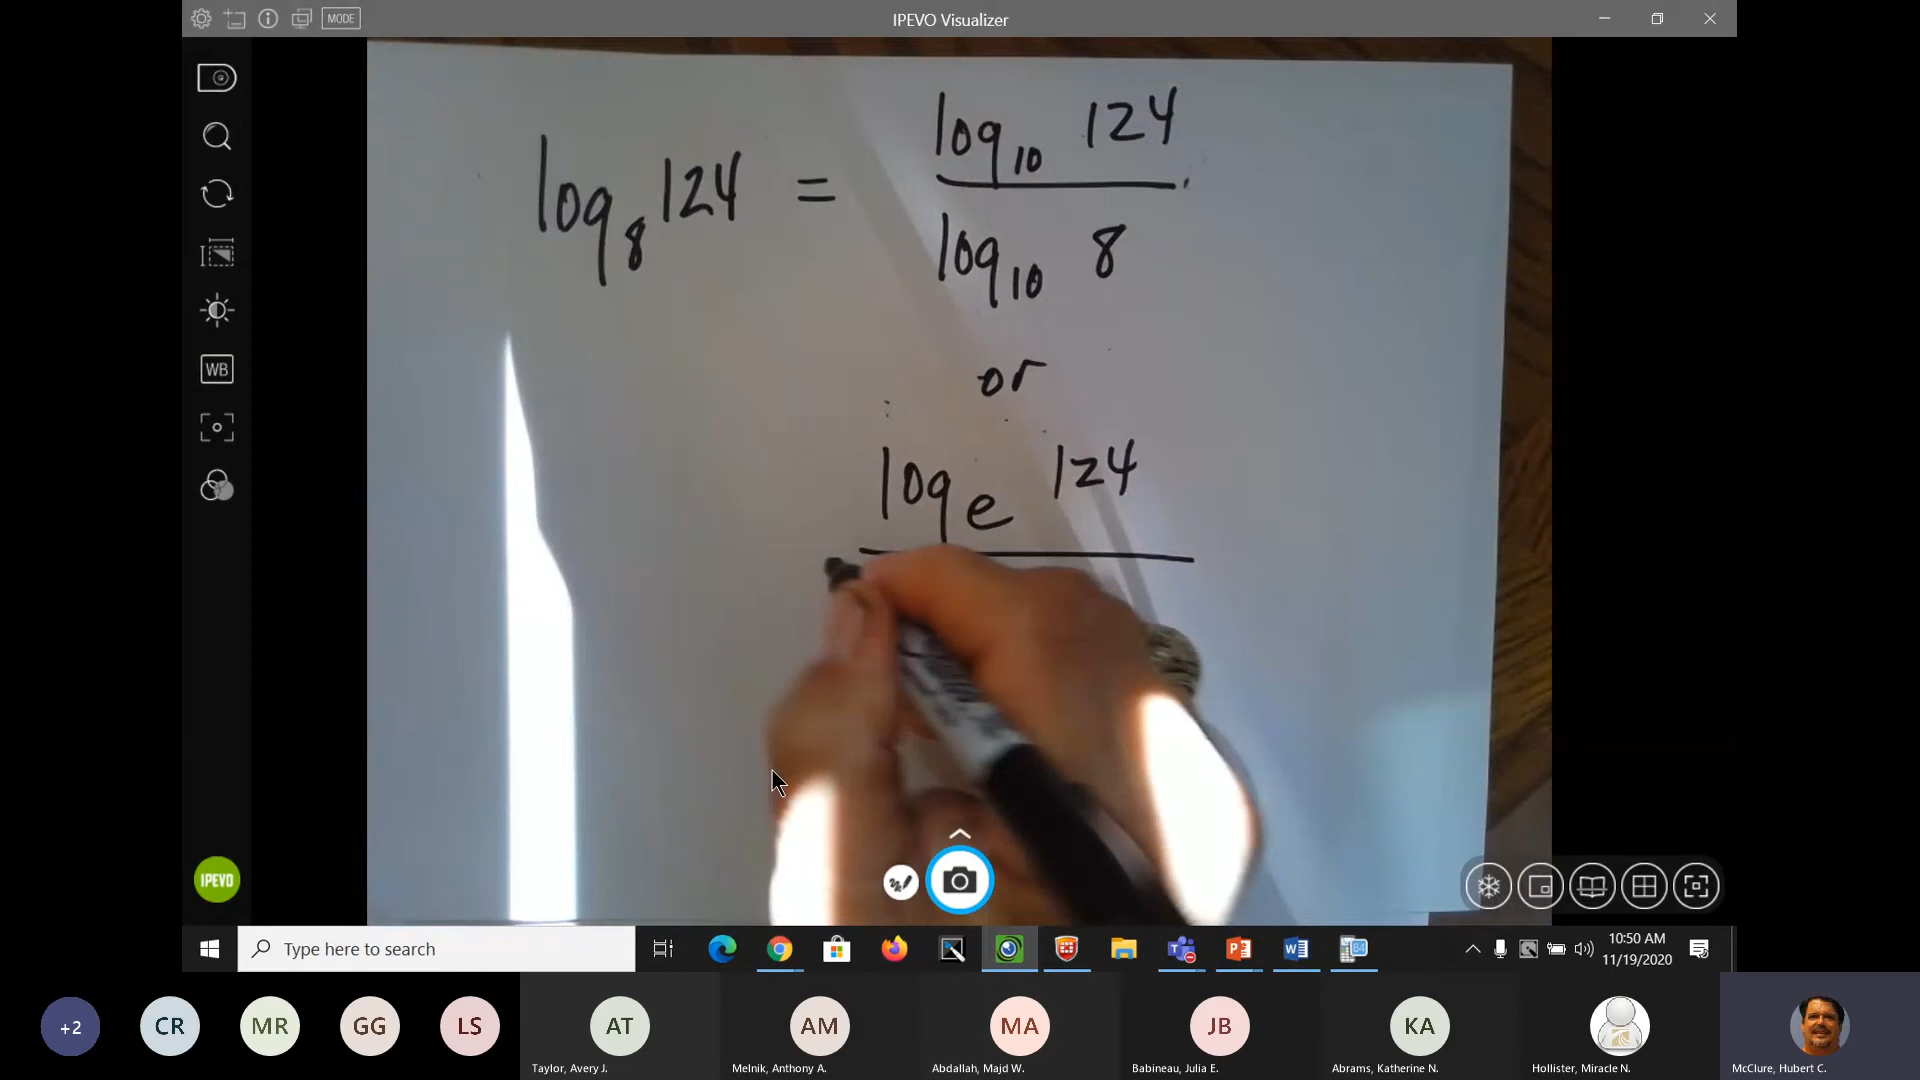 IPEVO Visualizer
MODE
WB
log₈ 124 = log₁₀ 124
log₁₀ 8
or
logₑ 124
IPEVO
Type here to search
10:50 AM
11/19/2020
+2
CR
MR
GG
LS
AT
AM
MA
JB
KA
Taylor, Avery J.
Melnik, Anthony A.
Abdallah, Majd W.
Babineau, Julia E.
Abrams, Katherine N.
Hollister, Miracle N.
McClure, Hubert C.